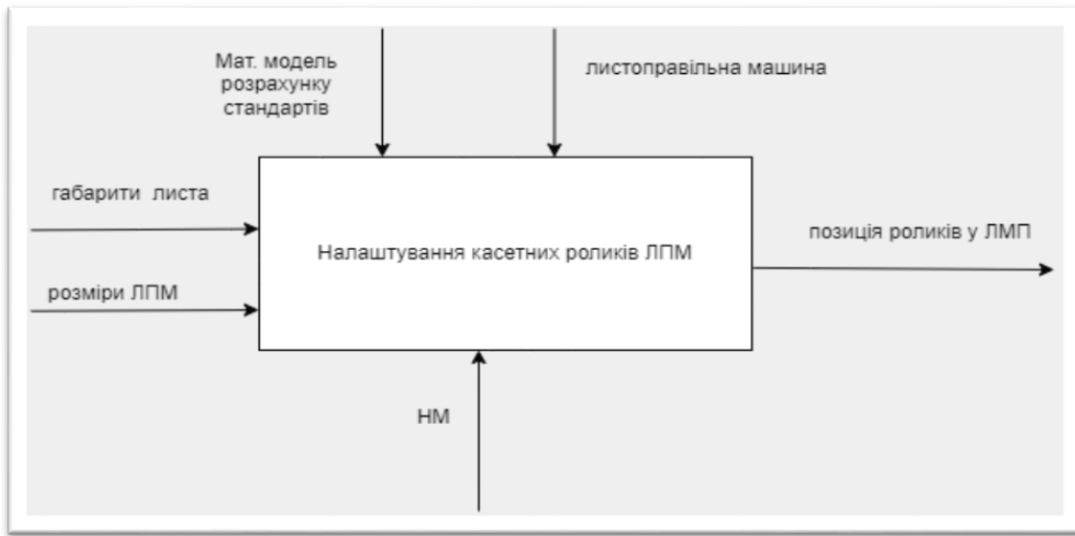 Мат. модель
розрахунку
стандартів
листоправільна машина
габарити листа
Налаштування касетних роликів ЛПМ
позиція роликів у ЛМП
розміри ЛПМ
НМ